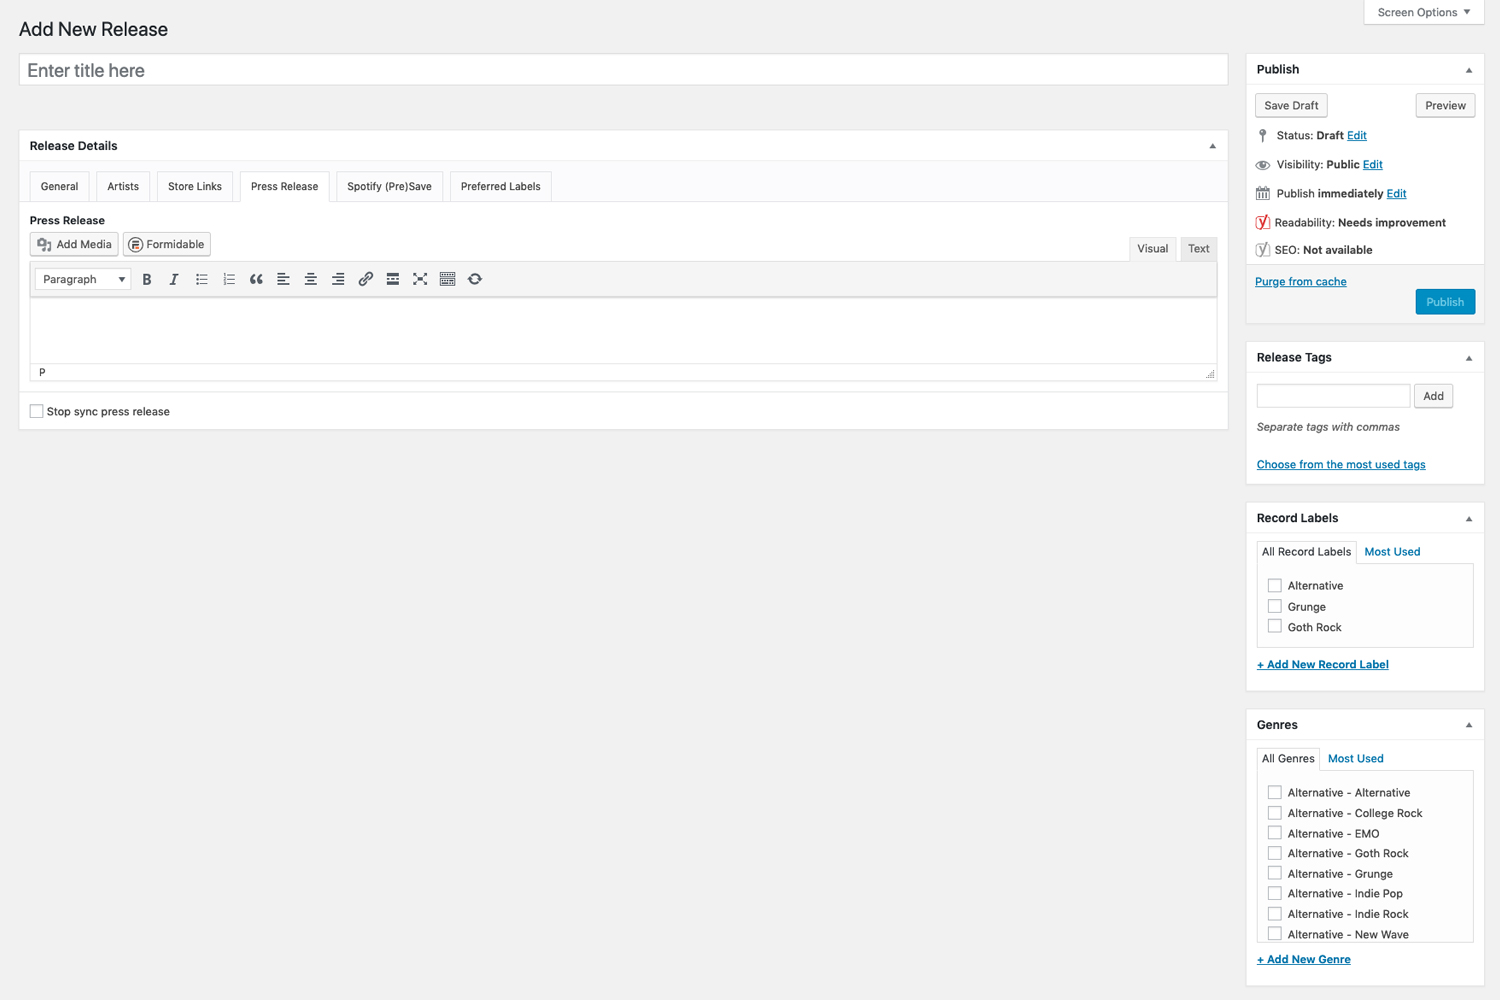 Screen Options
Add New Release
Enter title here
Release Details
General
Artists
Store Links
Press Release
Spotify (Pre)Save
Preferred Labels
Press Release
Add Media
Formidable
Visual
Text
Paragraph
B
I
P
Stop sync press release
Publish
Save Draft
Preview
Status: Draft Edit
Visibility: Public Edit
Publish immediately Edit
Readability: Needs improvement
SEO: Not available
Purge from cache
Publish
Release Tags
Add
Separate tags with commas
Choose from the most used tags
Record Labels
All Record Labels
Most Used
Alternative
Grunge
Goth Rock
+ Add New Record Label
Genres
All Genres
Most Used
Alternative - Alternative
Alternative - College Rock
Alternative - EMO
Alternative - Goth Rock
Alternative - Grunge
Alternative - Indie Pop
Alternative - Indie Rock
Alternative - New Wave
+ Add New Genre